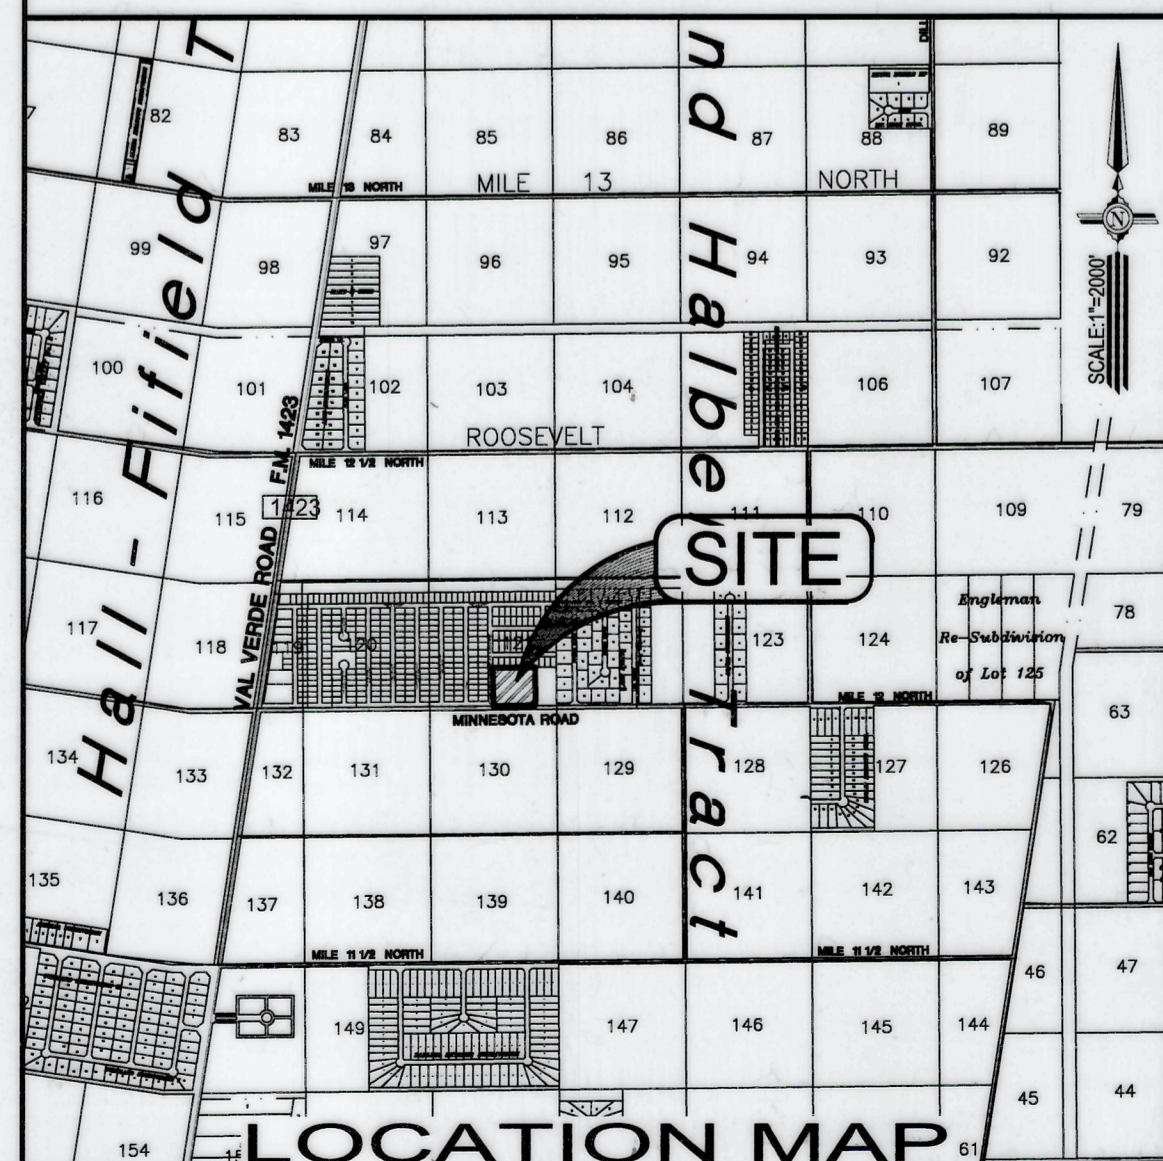 82 83 84 85 86 87 88 89
MILE 13 NORTH
MILE 13 NORTH
99 98 97 96 95 94 93 92
SCALE:1"=2000'
N
100 101 102 103 104 106 107
ROOSEVELT
MILE 12 1/2 NORTH
F.M. 1423
1423
116 115 114 113 112 111 110 109 79
SITE
VAL VERDE ROAD
117 118 119 120 123 124
Engleman
Re-Subdivision
of Lot 125
78
MILE 12 NORTH
MINNESOTA ROAD
63
134 133 132 131 130 129 128 127 126
62
135 136 137 138 139 140 141 142 143
MILE 11 1/2 NORTH
MILE 11 1/2 NORTH
46 47
149 147 146 145 144
45 44
154 61
Hall - Fifield T
nd Halbe Tract
LOCATION MAP